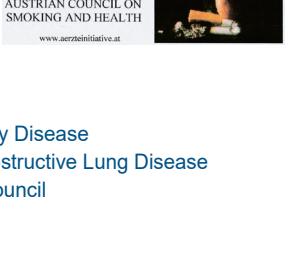 AUSTRIAN COUNCIL ON
SMOKING AND HEALTH
www.aerzteinitiative.at
y Disease
structive Lung Disease
ouncil